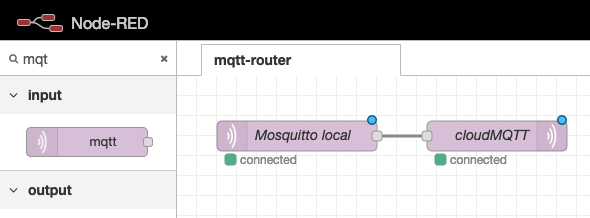 Node-RED
mqt
mqtt-router
input
mqtt
Mosquitto local
cloudMQTT
connected
connected
output